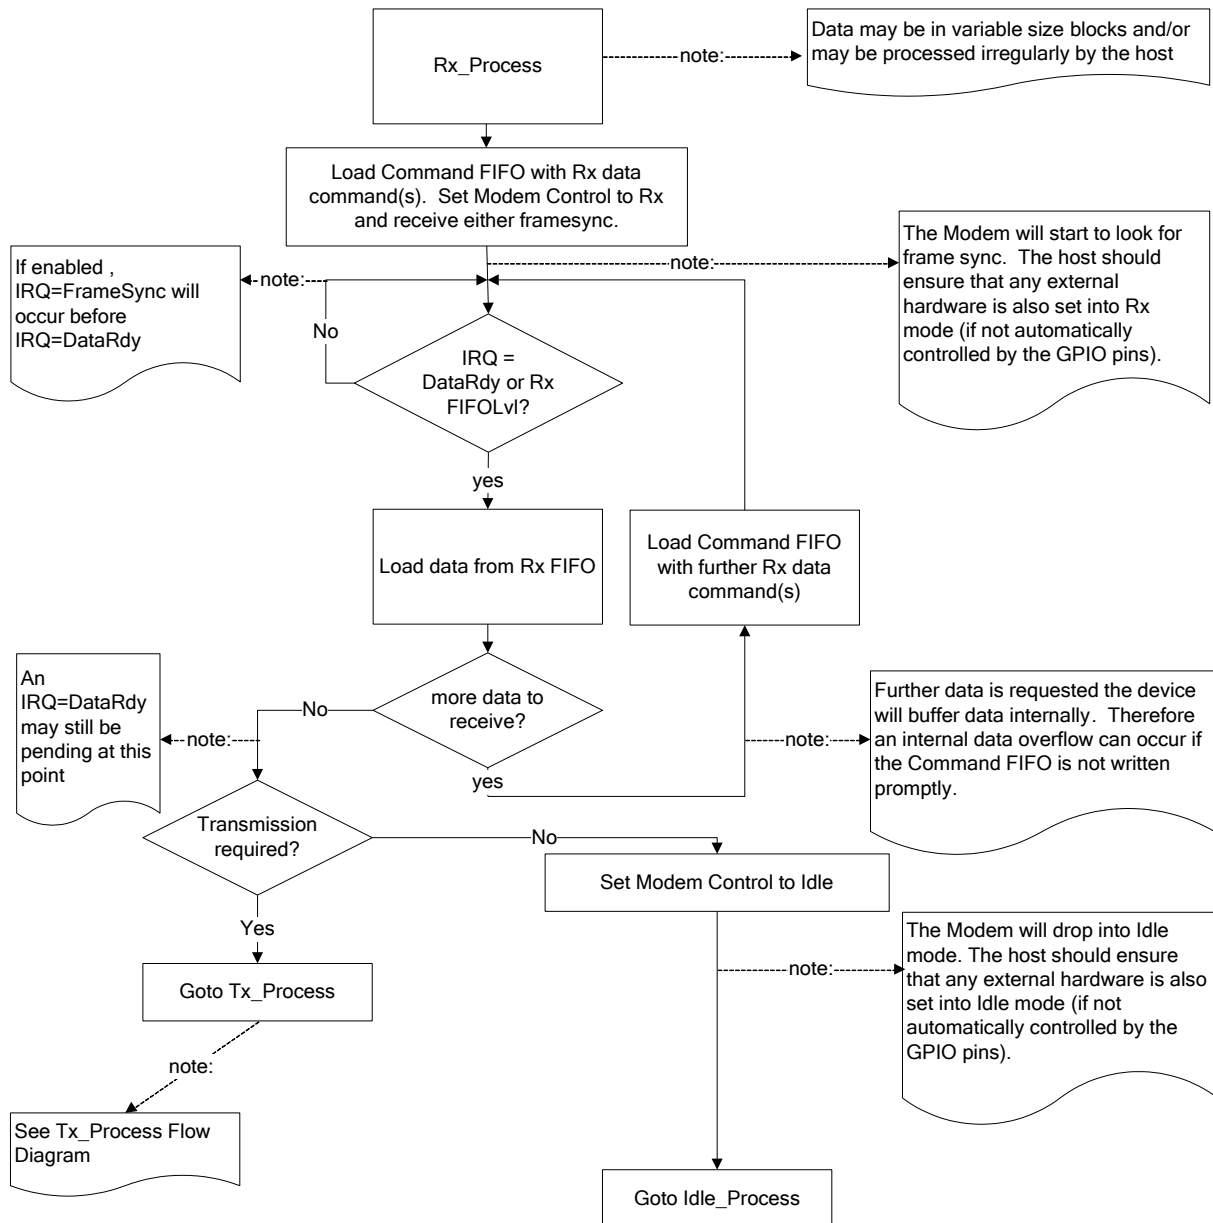 Rx_Process
note:
Data may be in variable size blocks and/or
may be processed irregularly by the host
Load Command FIFO with Rx data
command(s).  Set Modem Control to Rx
and receive either framesync.
If enabled ,
IRQ=FrameSync will
occur before
IRQ=DataRdy
note:
note:
The Modem will start to look for
frame sync.  The host should
ensure that any external
hardware is also set into Rx
mode (if not automatically
controlled by the GPIO pins).
No
IRQ =
DataRdy or Rx
FIFOLvl?
yes
Load data from Rx FIFO
Load Command FIFO
with further Rx data
command(s)
An
IRQ=DataRdy
may still be
pending at this
point
note:
No
more data to
receive?
yes
note:
Further data is requested the device
will buffer data internally.  Therefore
an internal data overflow can occur if
the Command FIFO is not written
promptly.
Transmission
required?
No
Set Modem Control to Idle
Yes
Goto Tx_Process
note:
The Modem will drop into Idle
mode. The host should ensure
that any external hardware is also
set into Idle mode (if not
automatically controlled by the
GPIO pins).
note:
See Tx_Process Flow
Diagram
Goto Idle_Process